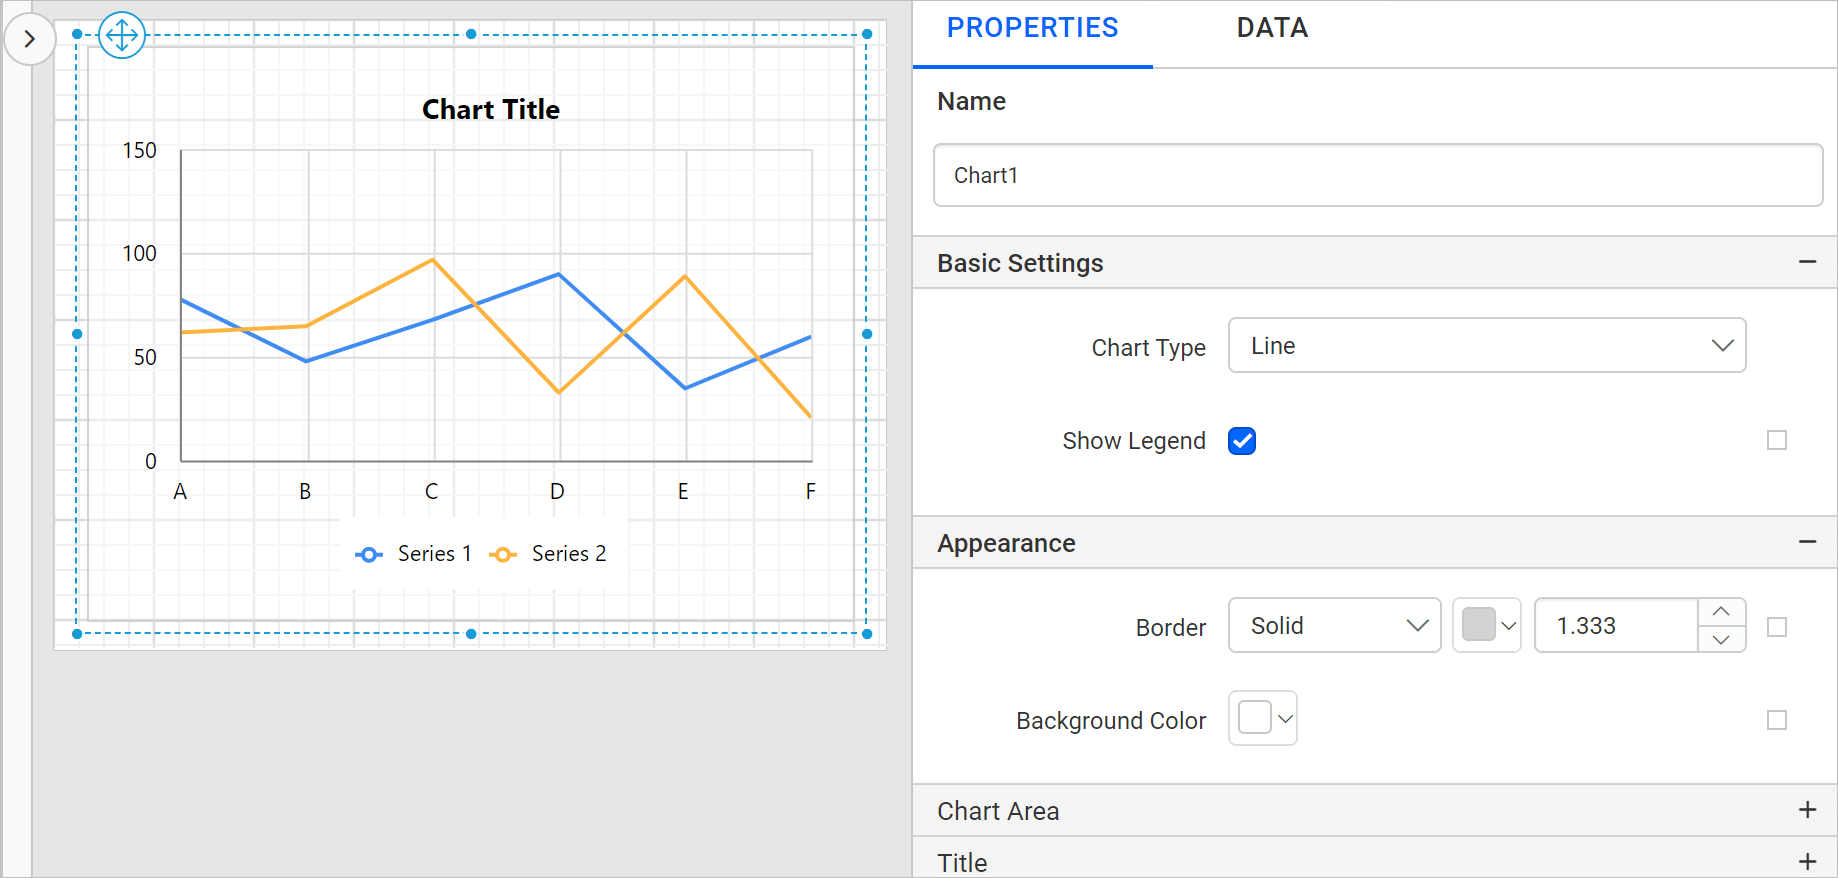 Chart Title
150
100
50
0
A B C D E F
Series 1 Series 2
PROPERTIES DATA
Name
Chart1
Basic Settings
Chart Type Line
Show Legend
Appearance
Border Solid 1.333
Background Color
Chart Area
Title